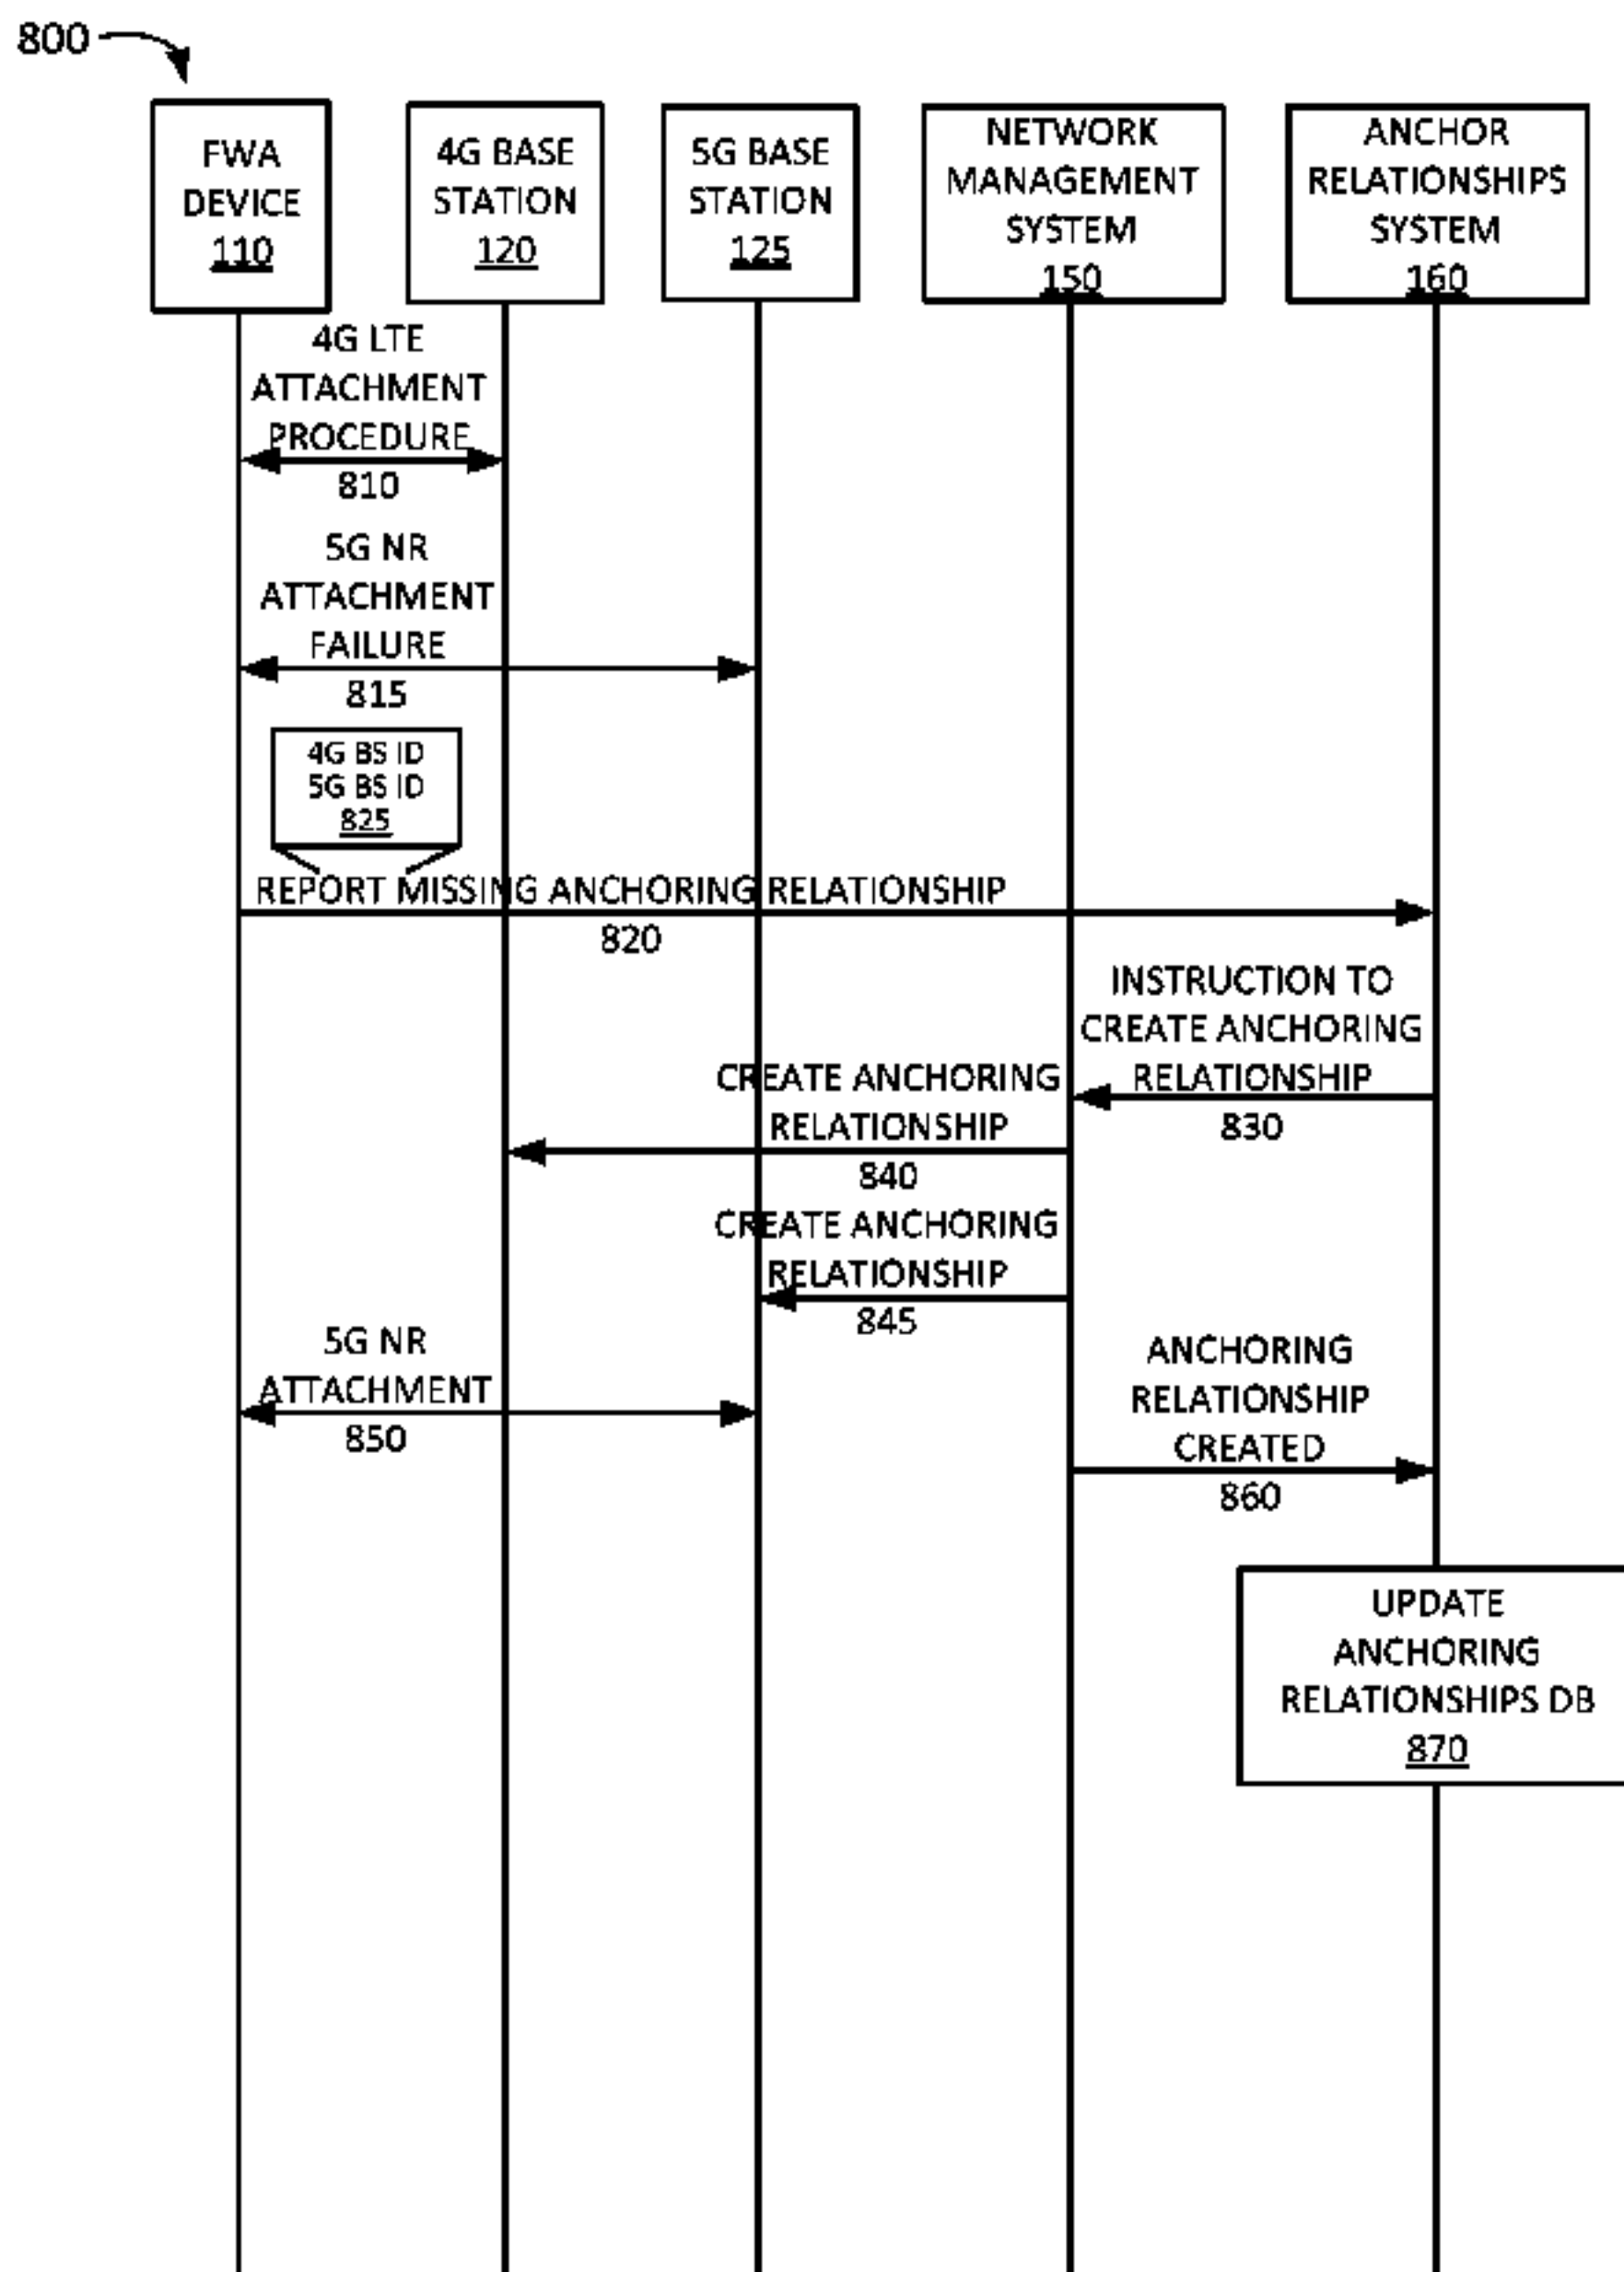 800
FWA
DEVICE
110
4G BASE
STATION
120
5G BASE
STATION
125
NETWORK
MANAGEMENT
SYSTEM
150
ANCHOR
RELATIONSHIPS
SYSTEM
160
4G LTE
ATTACHMENT
PROCEDURE
810
5G NR
ATTACHMENT
FAILURE
815
4G BS ID
5G BS ID
825
REPORT MISSING ANCHORING RELATIONSHIP
820
INSTRUCTION TO
CREATE ANCHORING
RELATIONSHIP
830
CREATE ANCHORING
RELATIONSHIP
840
CREATE ANCHORING
RELATIONSHIP
845
5G NR
ATTACHMENT
850
ANCHORING
RELATIONSHIP
CREATED
860
UPDATE
ANCHORING
RELATIONSHIPS DB
870